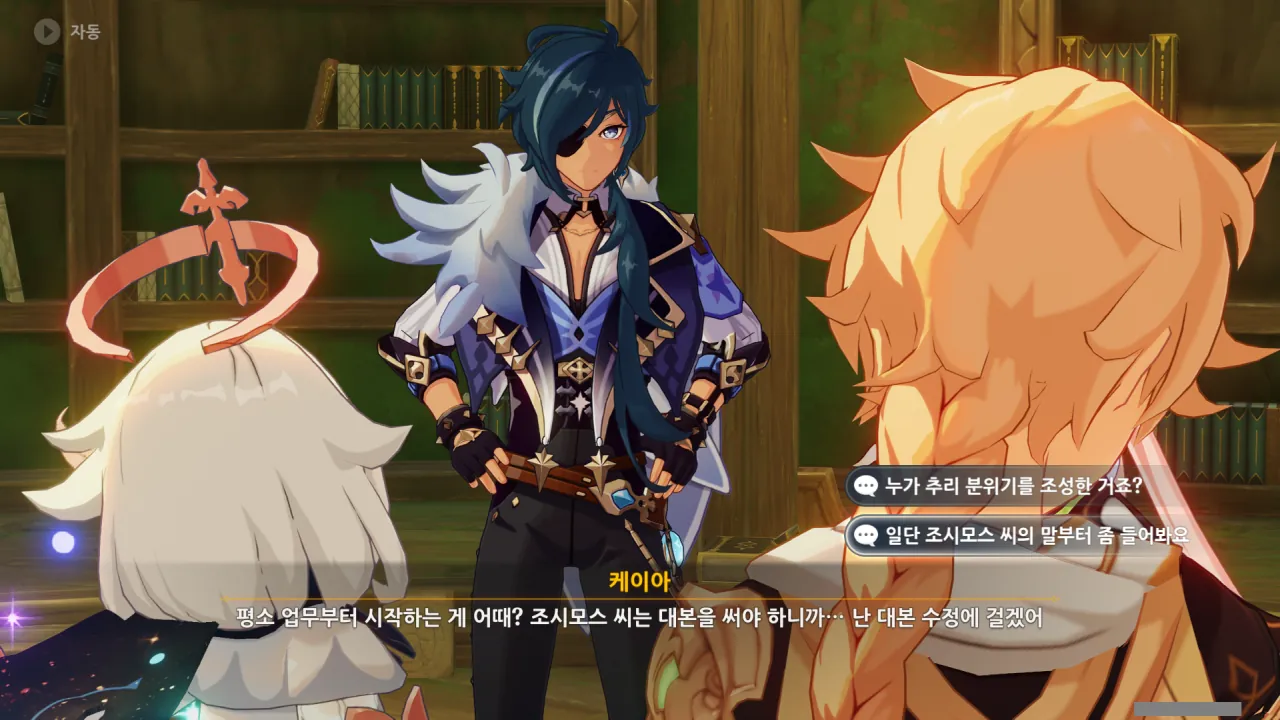 자동
누가 추리 분위기를 조성한 거죠?
일단 조시모스 씨의 말부터 좀 들어봐요
케이아
평소 업무부터 시작하는 게 어때? 조시모스 씨는 대본을 써야 하니까… 난 대본 수정에 걸겠어